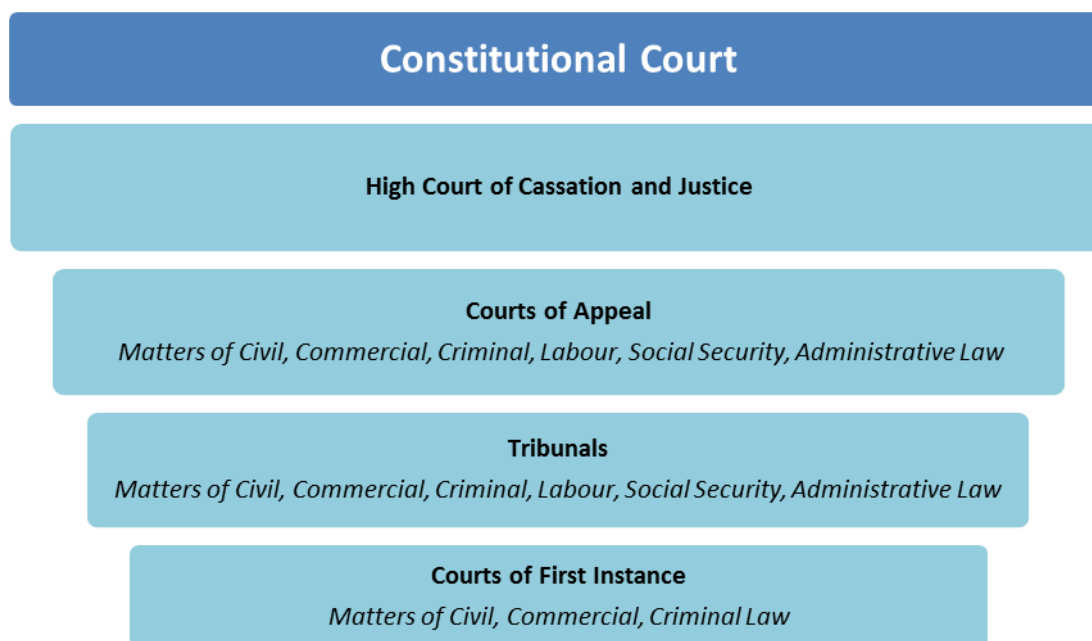 Constitutional Court
High Court of Cassation and Justice
Courts of Appeal
Matters of Civil, Commercial, Criminal, Labour, Social Security, Administrative Law
Tribunals
Matters of Civil, Commercial, Criminal, Labour, Social Security, Administrative Law
Courts of First Instance
Matters of Civil, Commercial, Criminal Law